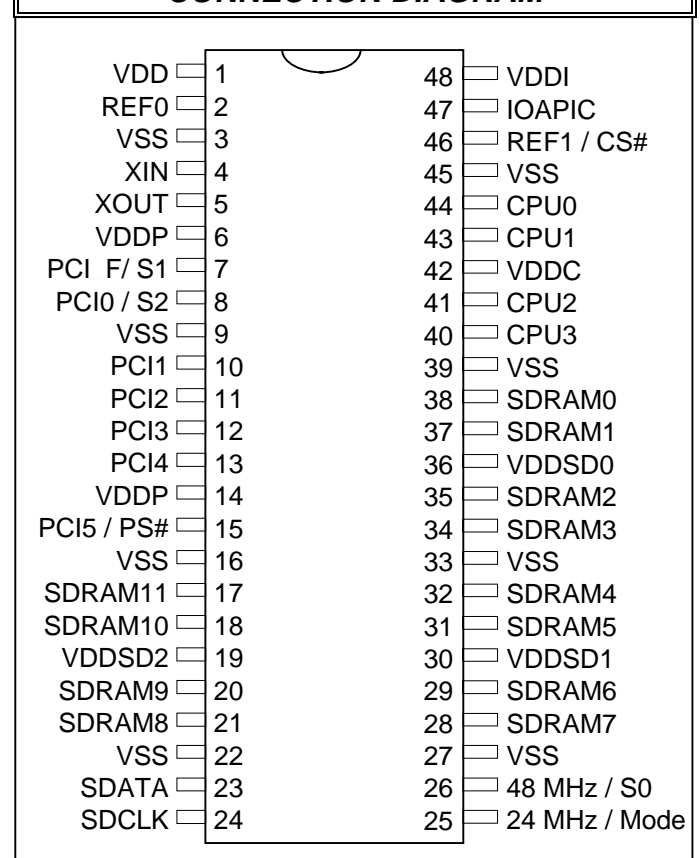 CONNECTION DIAGRAM
VDD 1 48 VDDI
REF0 2 47 IOAPIC
VSS 3 46 REF1 / CS#
XIN 4 45 VSS
XOUT 5 44 CPU0
VDDP 6 43 CPU1
PCI F/ S1 7 42 VDDC
PCI0 / S2 8 41 CPU2
VSS 9 40 CPU3
PCI1 10 39 VSS
PCI2 11 38 SDRAM0
PCI3 12 37 SDRAM1
PCI4 13 36 VDDSD0
VDDP 14 35 SDRAM2
PCI5 / PS# 15 34 SDRAM3
VSS 16 33 VSS
SDRAM11 17 32 SDRAM4
SDRAM10 18 31 SDRAM5
VDDSD2 19 30 VDDSD1
SDRAM9 20 29 SDRAM6
SDRAM8 21 28 SDRAM7
VSS 22 27 VSS
SDATA 23 26 48 MHz / S0
SDCLK 24 25 24 MHz / Mode